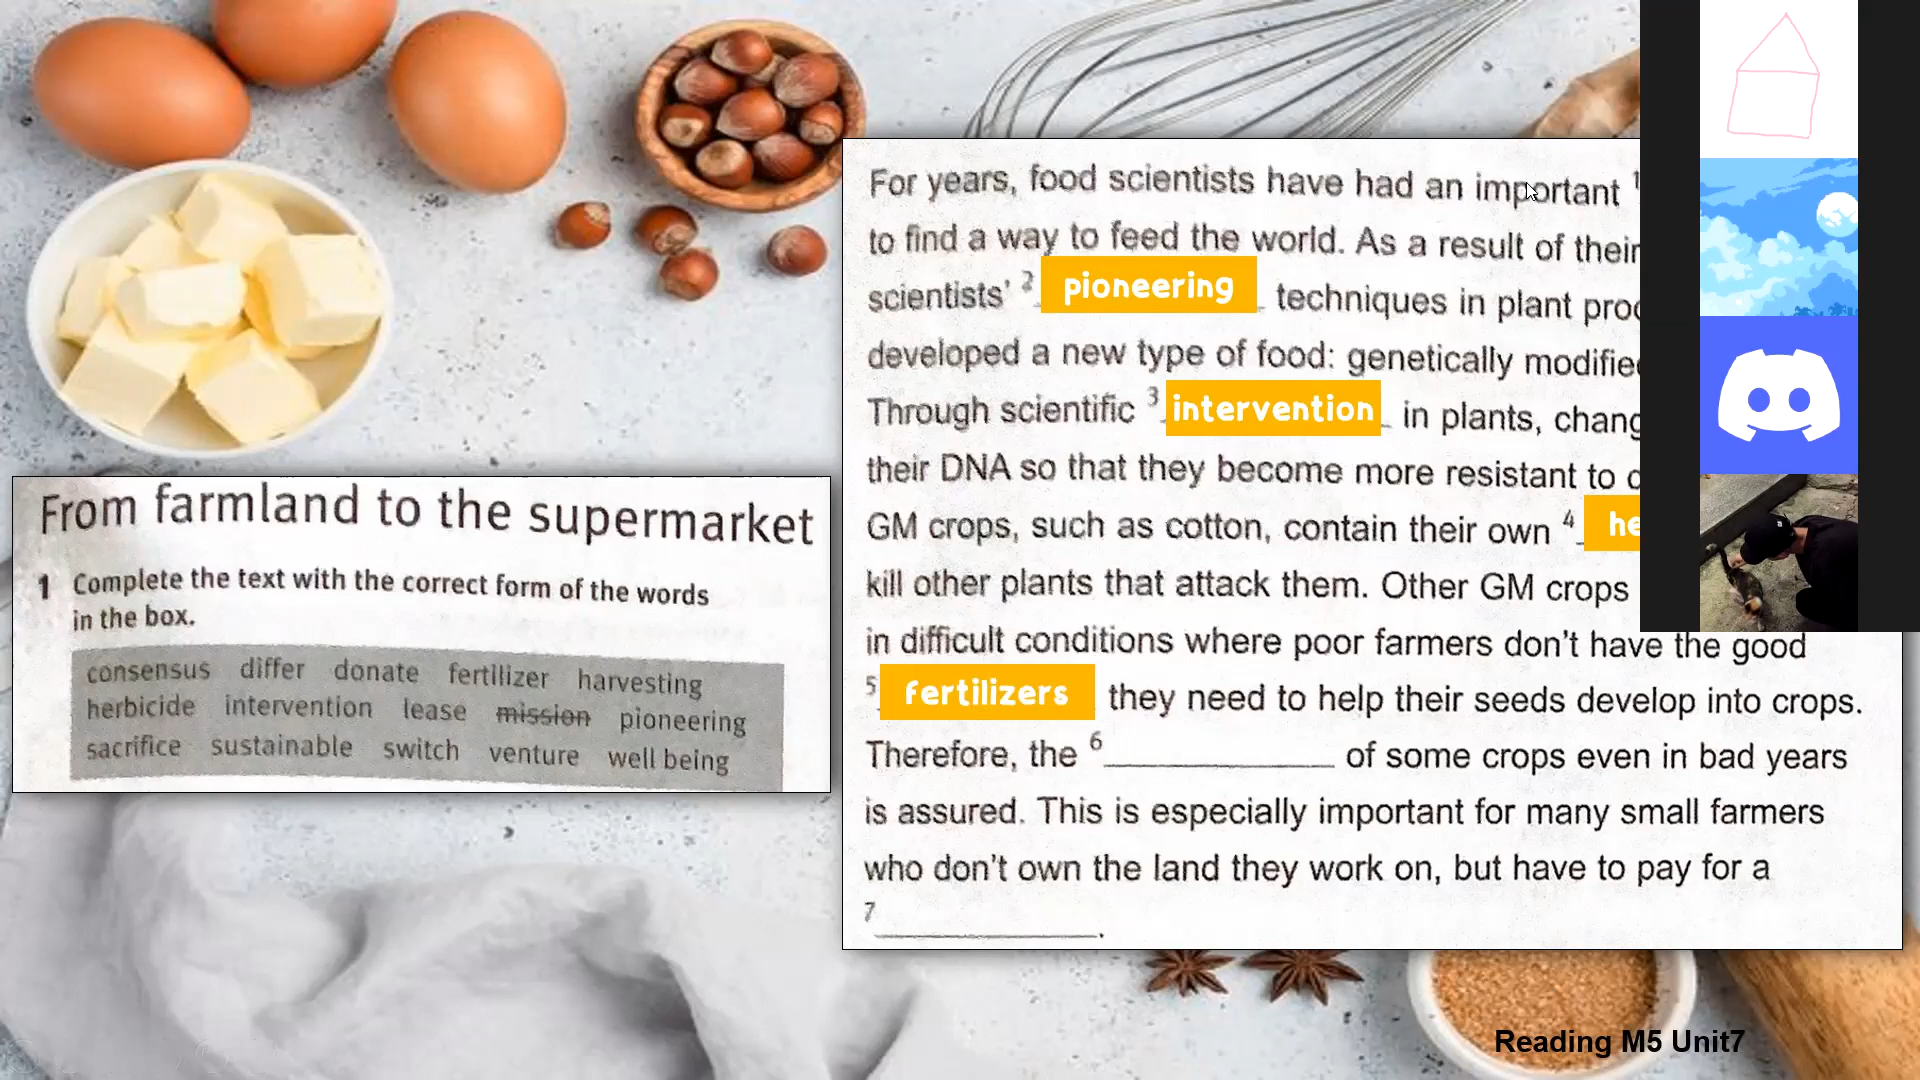 From farmland to the supermarket
1 Complete the text with the correct form of the words
in the box.
consensus differ donate fertilizer harvesting
herbicide intervention lease mission pioneering
sacrifice sustainable switch venture well being
For years, food scientists have had an important 1
to find a way to feed the world. As a result of their
scientists' 2 pioneering techniques in plant
developed a new type of food: genetically
Through scientific 3 intervention in plants,
their DNA so that they become more resistant to
GM crops, such as cotton, contain their own 4
kill other plants that attack them. Other GM crops
in difficult conditions where poor farmers don't have the good
5 fertilizers they need to help their seeds develop into crops.
Therefore, the 6 of some crops even in bad years
is assured. This is especially important for many small farmers
who don't own the land they work on, but have to pay for a
7 .
Reading M5 Unit7